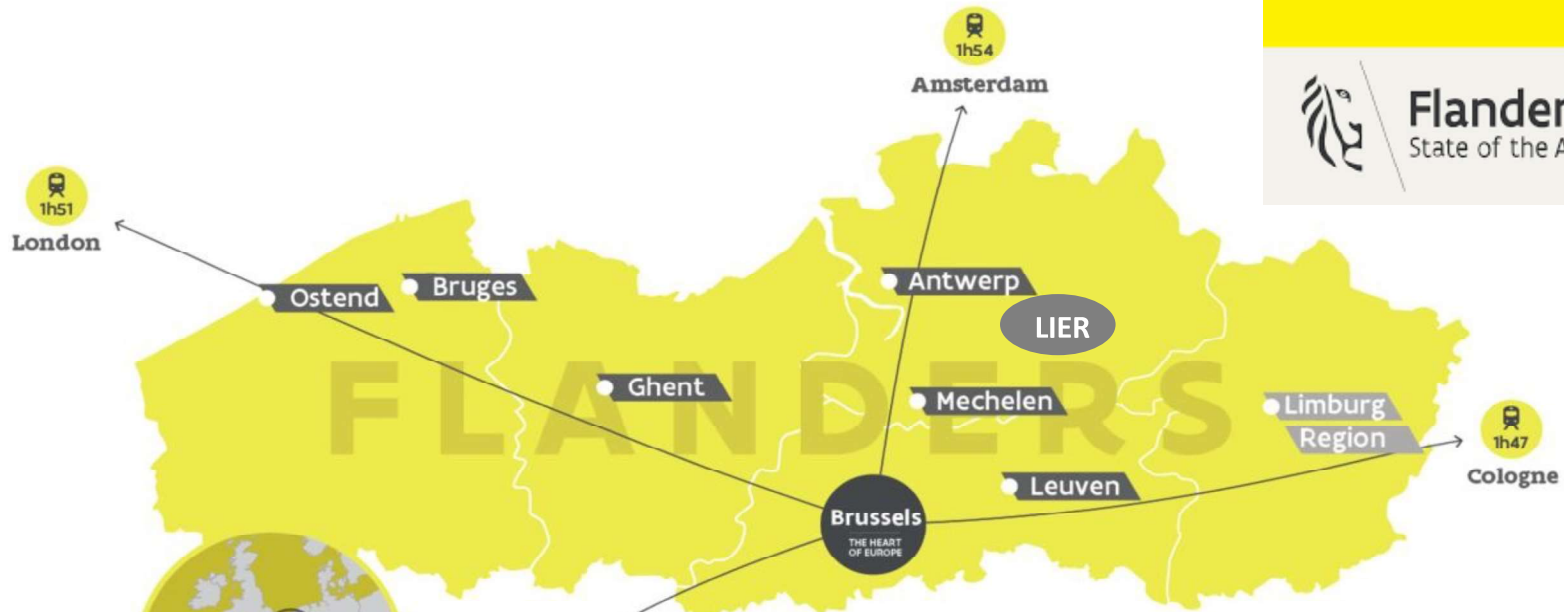 1h54
Amsterdam
State of the
1h51
London
Ostend
Bruges
Antwerp
LIER
FLANDERS
Ghent
Mechelen
Limburg
Region
1h47
Cologne
Leuven
Brussels
THE HEART
OF EUROPE